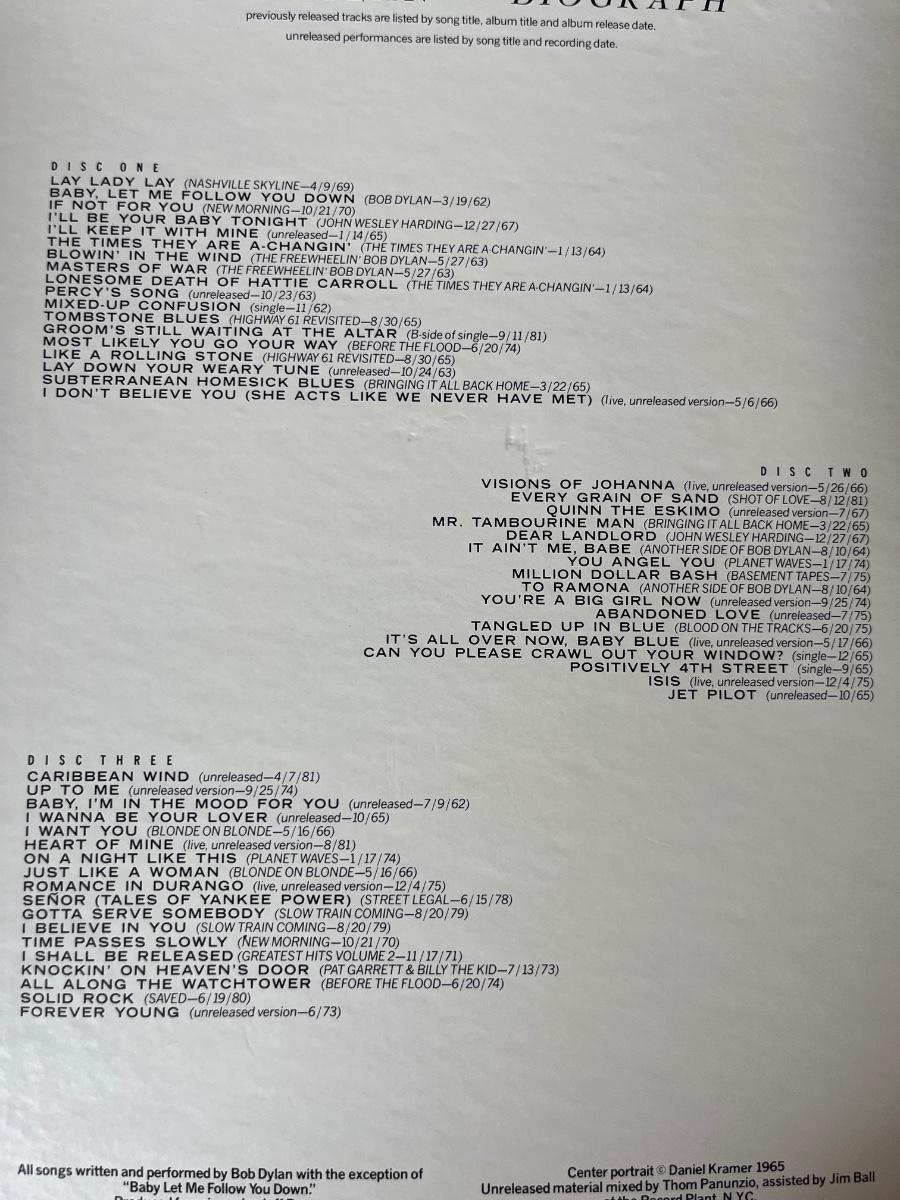 BIOGRAPH
previously released tracks are listed by song title, album title and album release date.
unreleased performances are listed by song title and recording date.
DISC ONE
LAY LADY LAY (NASHVILLE SKYLINE—4/9/69)
BABY, LET ME FOLLOW YOU DOWN (BOB DYLAN—3/19/62)
IF NOT FOR YOU (NEW MORNING—10/21/70)
I'LL BE YOUR BABY TONIGHT (JOHN WESLEY HARDING—12/27/67)
I'LL KEEP IT WITH MINE (unreleased—1/14/65)
THE TIMES THEY ARE A-CHANGIN' (THE TIMES THEY ARE A-CHANGIN'—1/13/64)
BLOWIN' IN THE WIND (THE FREEWHEELIN' BOB DYLAN—5/27/63)
MASTERS OF WAR (THE FREEWHEELIN' BOB DYLAN—5/27/63)
LONESOME DEATH OF HATTIE CARROLL (THE TIMES THEY ARE A-CHANGIN'—1/13/64)
PERCY'S SONG (unreleased—10/23/63)
MIXED-UP CONFUSION (single—11/62)
TOMBSTONE BLUES (HIGHWAY 61 REVISITED—8/30/65)
GROOM'S STILL WAITING AT THE ALTAR (B-side of single—9/11/81)
MOST LIKELY YOU GO YOUR WAY (BEFORE THE FLOOD—6/20/74)
LIKE A ROLLING STONE (HIGHWAY 61 REVISITED—8/30/65)
LAY DOWN YOUR WEARY TUNE (unreleased—10/24/63)
SUBTERRANEAN HOMESICK BLUES (BRINGING IT ALL BACK HOME—3/22/65)
I DON'T BELIEVE YOU (SHE ACTS LIKE WE NEVER HAVE MET) (live, unreleased version—5/6/66)
DISC TWO
VISIONS OF JOHANNA (live, unreleased version—5/26/66)
EVERY GRAIN OF SAND (SHOT OF LOVE—8/12/81)
QUINN THE ESKIMO (unreleased version—7/67)
MR. TAMBOURINE MAN (BRINGING IT ALL BACK HOME—3/22/65)
DEAR LANDLORD (JOHN WESLEY HARDING—12/27/67)
IT AIN'T ME, BABE (ANOTHER SIDE OF BOB DYLAN—8/10/64)
YOU ANGEL YOU (PLANET WAVES—1/17/74)
MILLION DOLLAR BASH (BASEMENT TAPES—7/75)
TO RAMONA (ANOTHER SIDE OF BOB DYLAN—8/10/64)
YOU'RE A BIG GIRL NOW (unreleased version—9/25/74)
ABANDONED LOVE (unreleased—7/75)
TANGLED UP IN BLUE (BLOOD ON THE TRACKS—6/20/75)
IT'S ALL OVER NOW, BABY BLUE (live, unreleased version—5/17/66)
CAN YOU PLEASE CRAWL OUT YOUR WINDOW? (single—12/65)
POSITIVELY 4TH STREET (single—9/65)
ISIS (live, unreleased version—12/4/75)
JET PILOT (unreleased—10/65)
DISC THREE
CARIBBEAN WIND (unreleased—4/7/81)
UP TO ME (unreleased version—9/25/74)
BABY, I'M IN THE MOOD FOR YOU (unreleased—7/9/62)
I WANNA BE YOUR LOVER (unreleased—10/65)
I WANT YOU (BLONDE ON BLONDE—5/16/66)
HEART OF MINE (live, unreleased version—8/81)
ON A NIGHT LIKE THIS (PLANET WAVES—1/17/74)
JUST LIKE A WOMAN (BLONDE ON BLONDE—5/16/66)
ROMANCE IN DURANGO (live, unreleased version—12/4/75)
SEÑOR (TALES OF YANKEE POWER) (STREET LEGAL—6/15/78)
GOTTA SERVE SOMEBODY (SLOW TRAIN COMING—8/20/79)
I BELIEVE IN YOU (SLOW TRAIN COMING—8/20/79)
TIME PASSES SLOWLY (NEW MORNING—10/21/70)
I SHALL BE RELEASED (GREATEST HITS VOLUME 2—11/17/71)
KNOCKIN' ON HEAVEN'S DOOR (PAT GARRETT & BILLY THE KID—7/13/73)
ALL ALONG THE WATCHTOWER (BEFORE THE FLOOD—6/20/74)
SOLID ROCK (SAVED—6/19/80)
FOREVER YOUNG (unreleased version—6/73)
All songs written and performed by Bob Dylan with the exception of
"Baby Let Me Follow You Down."
Center portrait © Daniel Kramer 1965
Unreleased material mixed by Thom Panunzio, assisted by Jim Ball
at the Record Plant, N.Y.C.